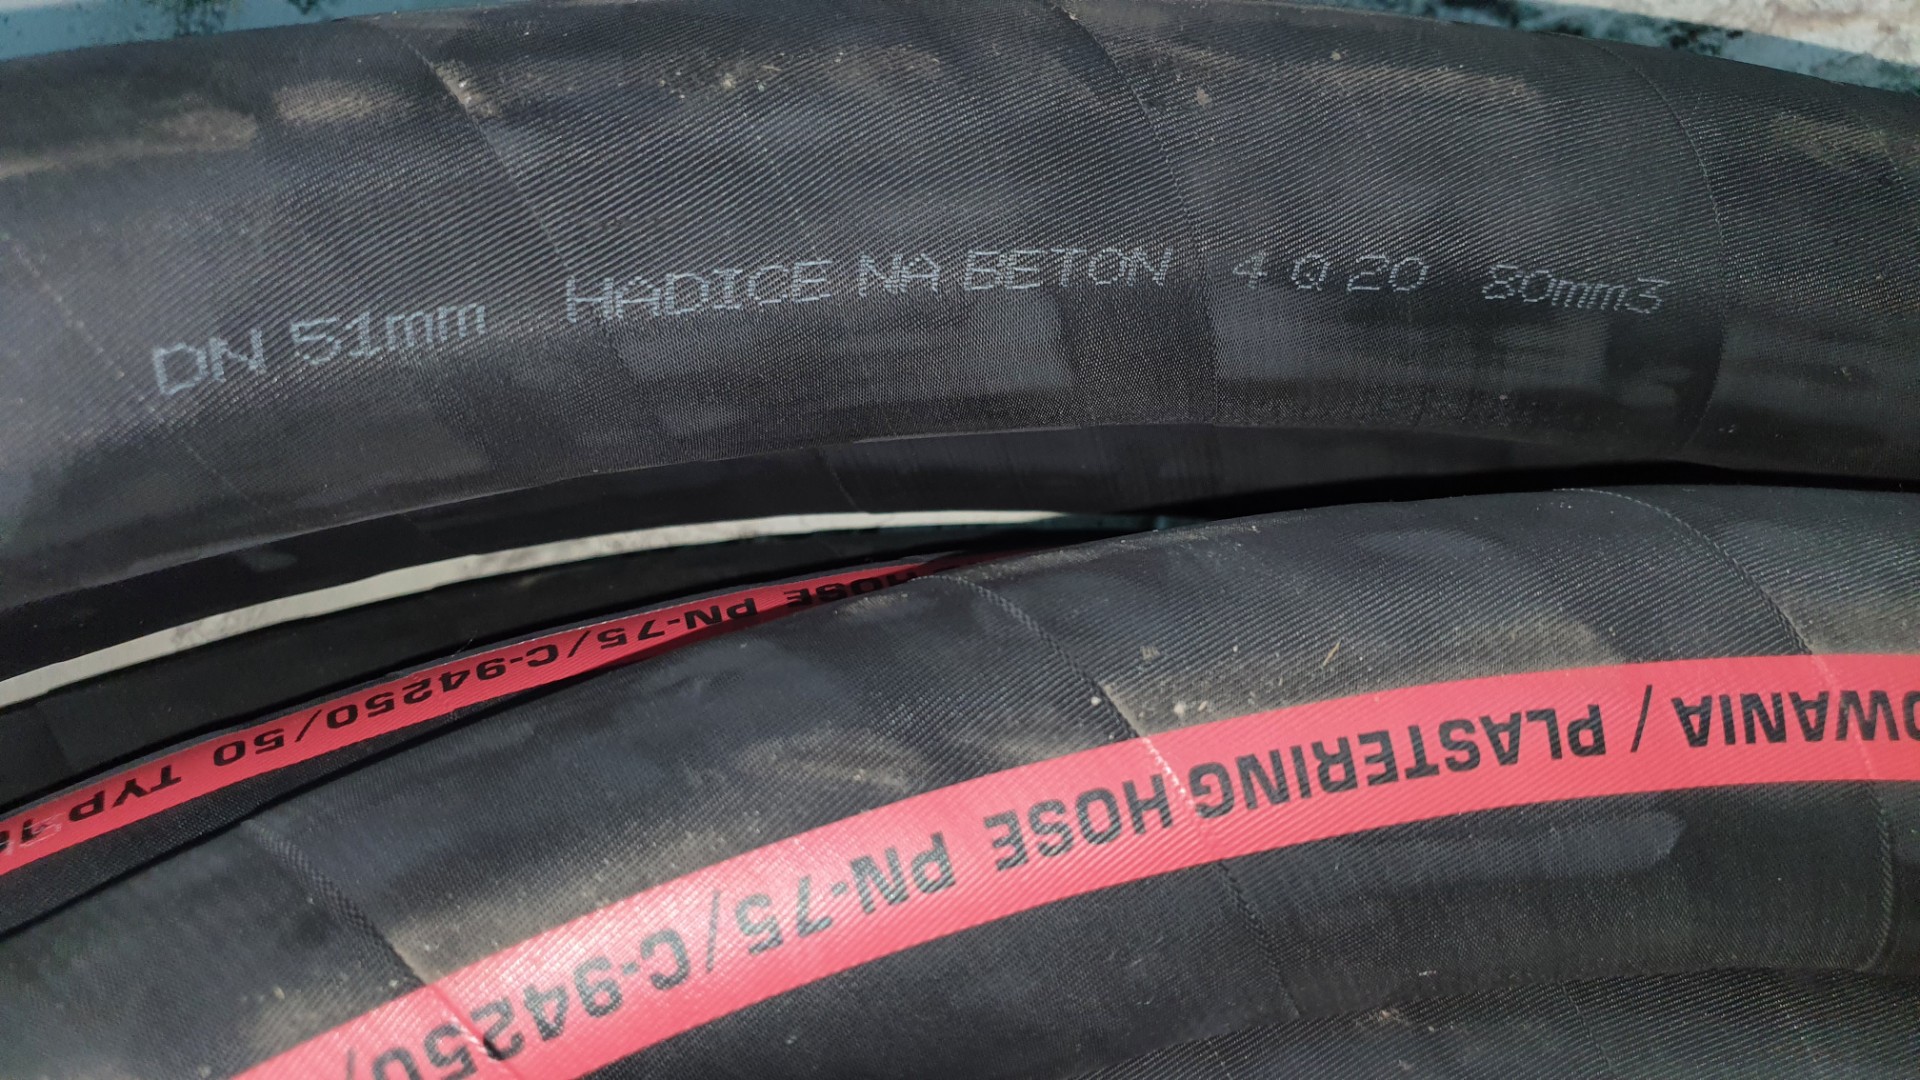 DN 51mm HADICE NA BETON 4 Q 20 80mm3
HOSE PN-75/C-94250/50 TYP
OWANIA / PLASTERING HOSE PN-75/C-94250/